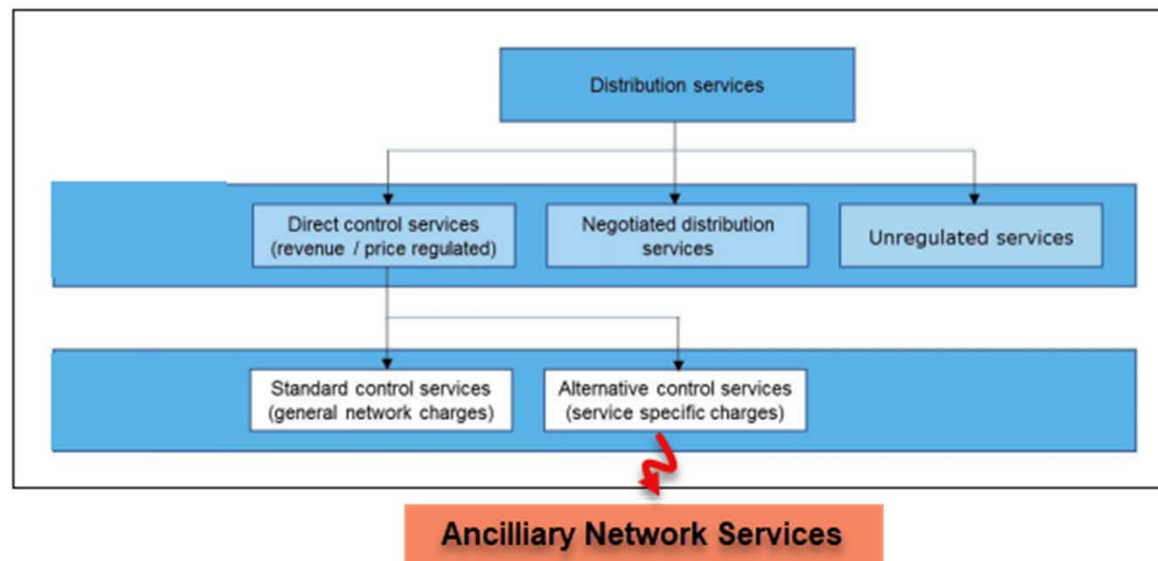 Distribution services
Direct control services
(revenue / price regulated)
Negotiated distribution
services
Unregulated services
Standard control services
(general network charges)
Alternative control services
(service specific charges)
Ancilliary Network Services